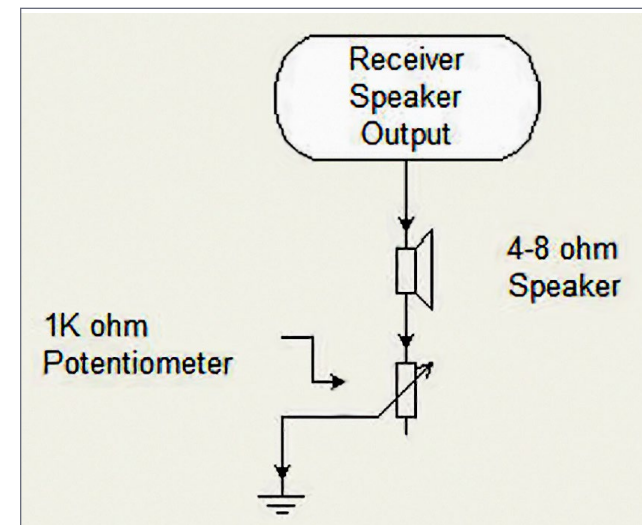 Receiver
Speaker
Output
4-8 ohm
Speaker
1K ohm
Potentiometer